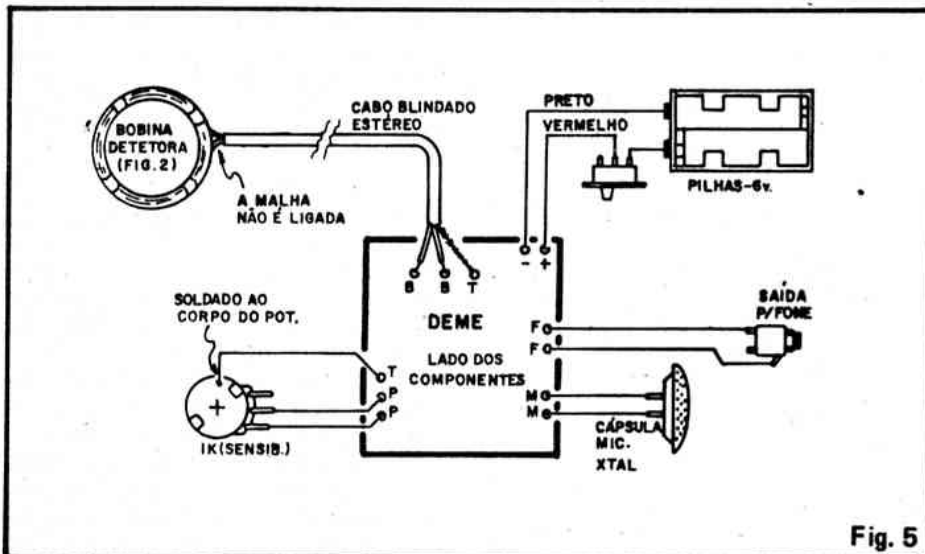 BOBINA
DETETORA
(FIG.2)
CABO BLINDADO
ESTÉREO
A MALHA
NÃO É LIGADA
PRETO
VERMELHO
PILHAS-6v.
- +
B B T
DEME
LADO DOS
COMPONENTES
SOLDADO AO
CORPO DO POT.
T
P
P
+
1K(SENSIB.)
F
F
SAÍDA
P/FONE
M
M
CÁPSULA
MIC.
XTAL
Fig. 5